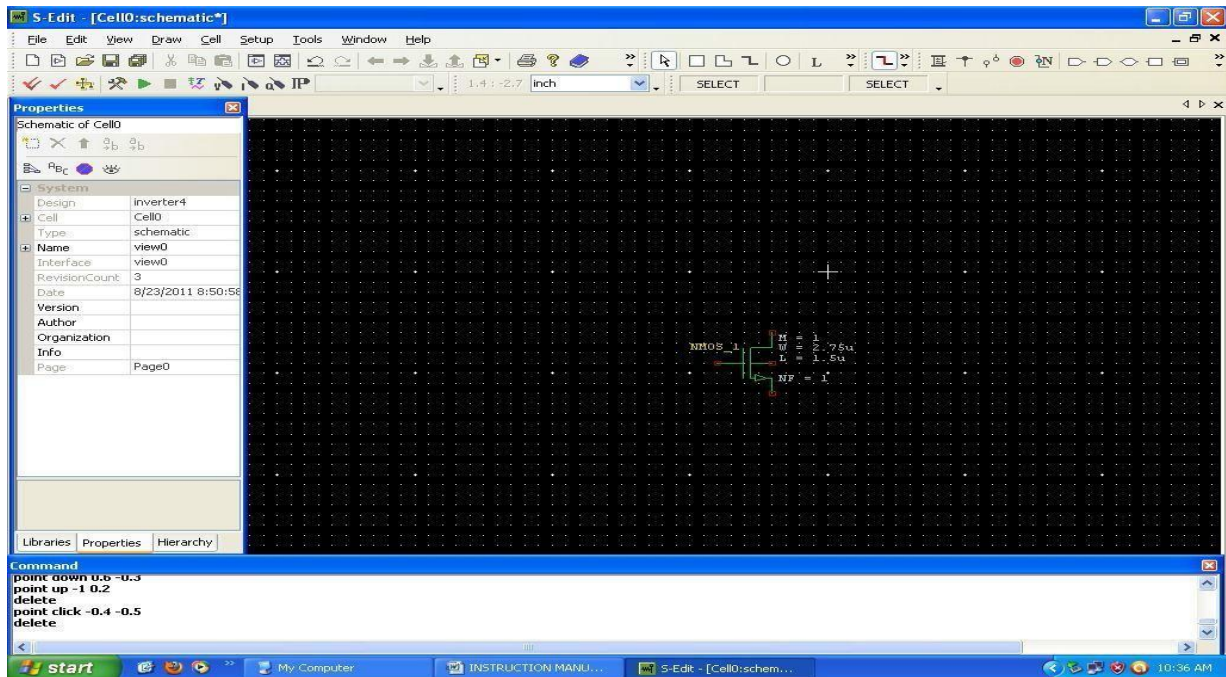 S-Edit - [Cell0:schematic*]
File Edit View Draw Cell Setup Tools Window Help
IP 1.4 : -2.7 inch SELECT SELECT
Properties
Schematic of Cell0
System
Design inverter4
Cell Cell0
Type schematic
Name view0
Interface view0
RevisionCount 3
Date 8/23/2011 8:50:58
Version
Author
Organization
Info
Page Page0
NMOS_1
M = 1
W = 2.75u
L = 1.5u
NF = 1
Libraries Properties Hierarchy
Command
point down 0.6 -0.3
point up -1 0.2
delete
point click -0.4 -0.5
delete
start My Computer INSTRUCTION MANU... S-Edit - [Cell0:schem... 10:36 AM